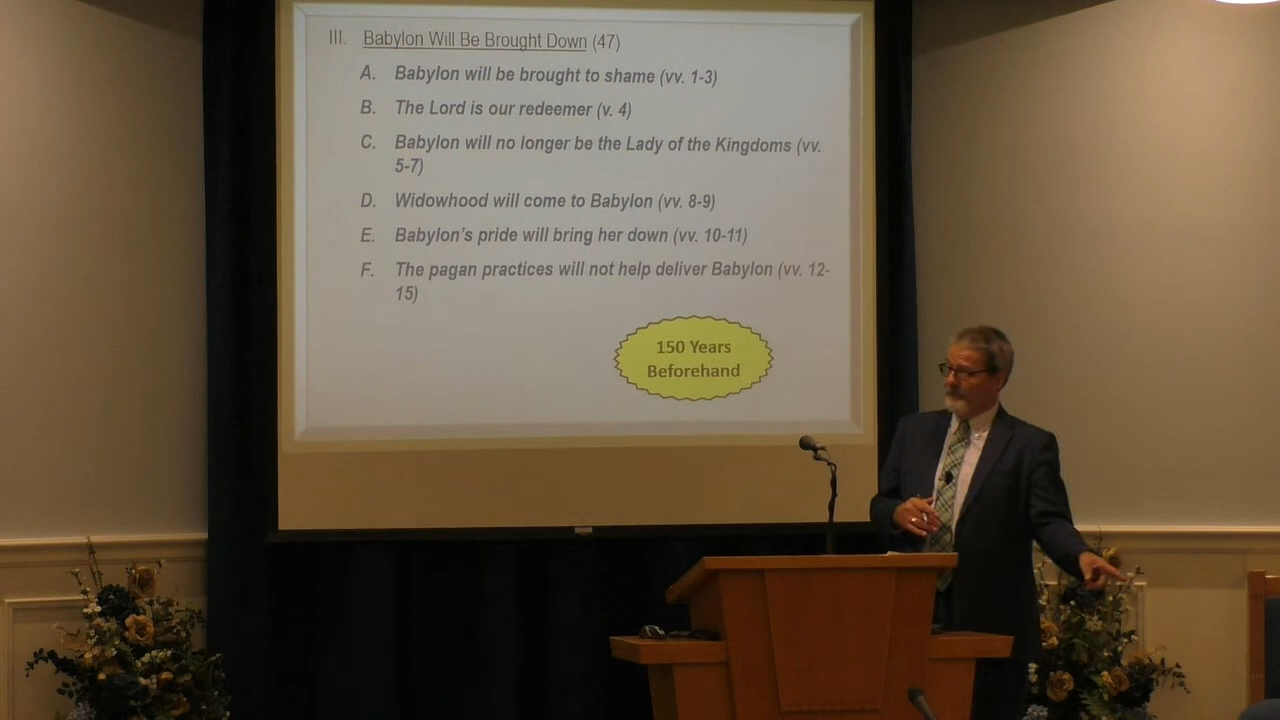 III. Babylon Will Be Brought Down (47)
A. Babylon will be brought to shame (vv. 1-3)
B. The Lord is our redeemer (v. 4)
C. Babylon will no longer be the Lady of the Kingdoms (vv.
5-7)
D. Widowhood will come to Babylon (vv. 8-9)
E. Babylon's pride will bring her down (vv. 10-11)
F. The pagan practices will not help deliver Babylon (vv. 12-
15)
150 Years
Beforehand